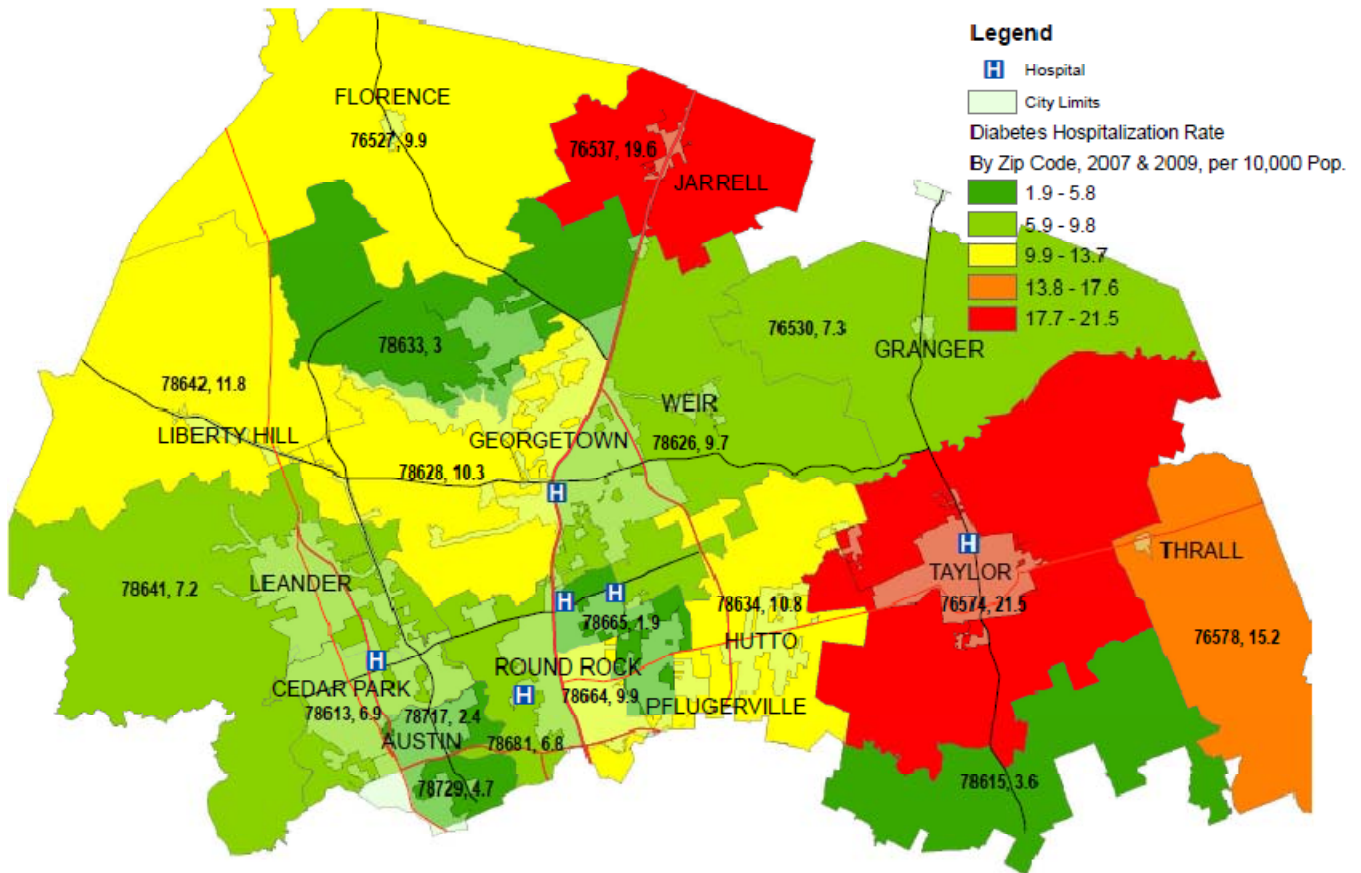 Legend
H Hospital
City Limits
Diabetes Hospitalization Rate
By Zip Code, 2007 & 2009, per 10,000 Pop.
1.9 - 5.8
5.9 - 9.8
9.9 - 13.7
13.8 - 17.6
17.7 - 21.5
FLORENCE
76527, 9.9
76537, 19.6
JARRELL
76530, 7.3
GRANGER
78633, 3
78642, 11.8
LIBERTY HILL
WEIR
GEORGETOWN
78626, 9.7
78628, 10.3
H
H
THRALL
78641, 7.2
LEANDER
TAYLOR
H
H
78665, 1.9
78634, 10.8
76574, 21.5
HUTTO
76578, 15.2
H
ROUND ROCK
CEDAR PARK
H
78664, 9.9
PFLUGERVILLE
78613, 6.9
78717, 2.4
AUSTIN
78681, 6.8
78729, 4.7
78615, 3.6